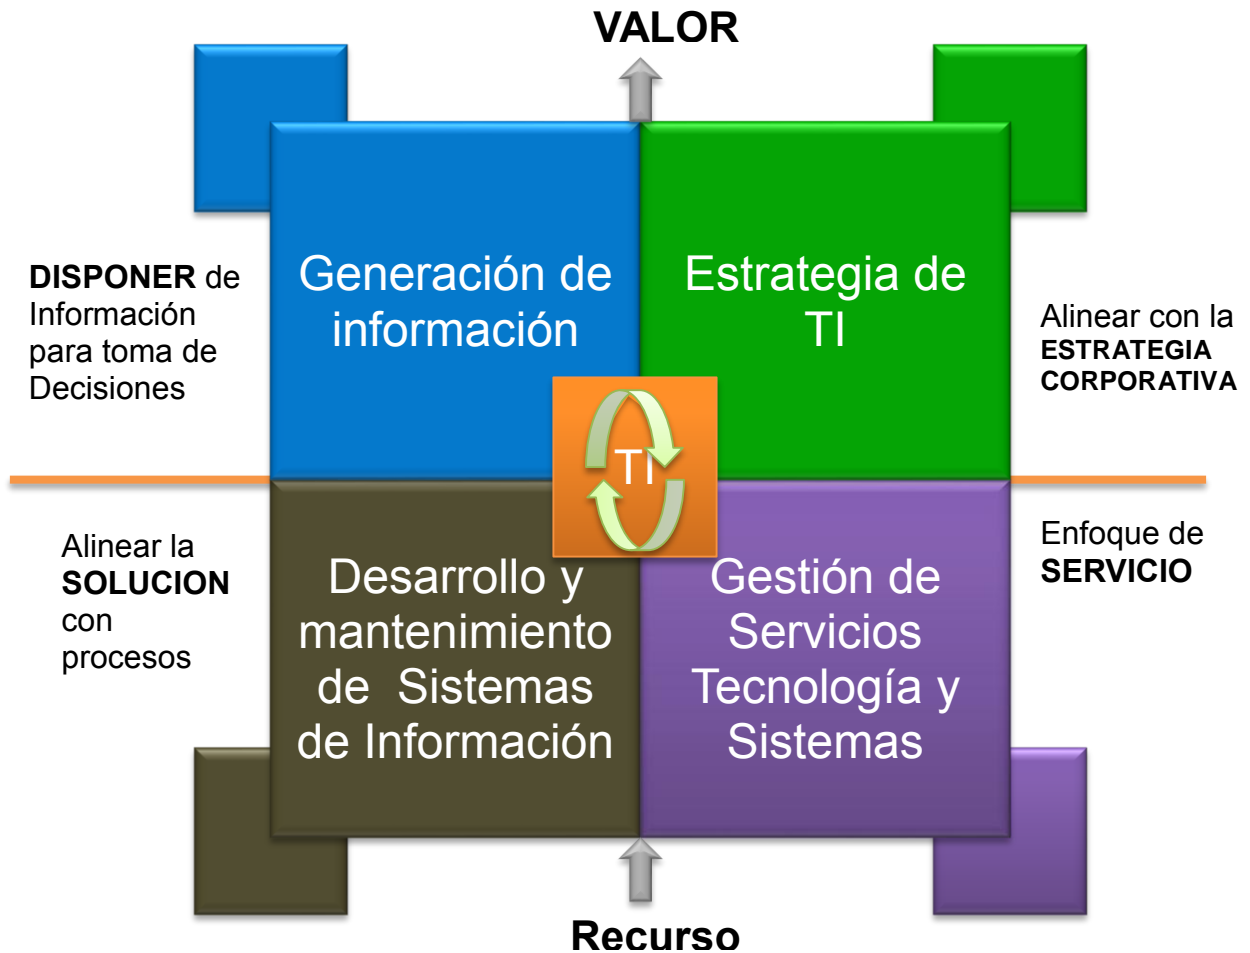 VALOR
DISPONER de
Información
para toma de
Decisiones
Generación de
información
Estrategia de
TI
Alinear con la
ESTRATEGIA
CORPORATIVA
TI
Alinear la
SOLUCION
con
procesos
Desarrollo y
mantenimiento
de Sistemas
de Información
Gestión de
Servicios
Tecnología y
Sistemas
Enfoque de
SERVICIO
Recurso